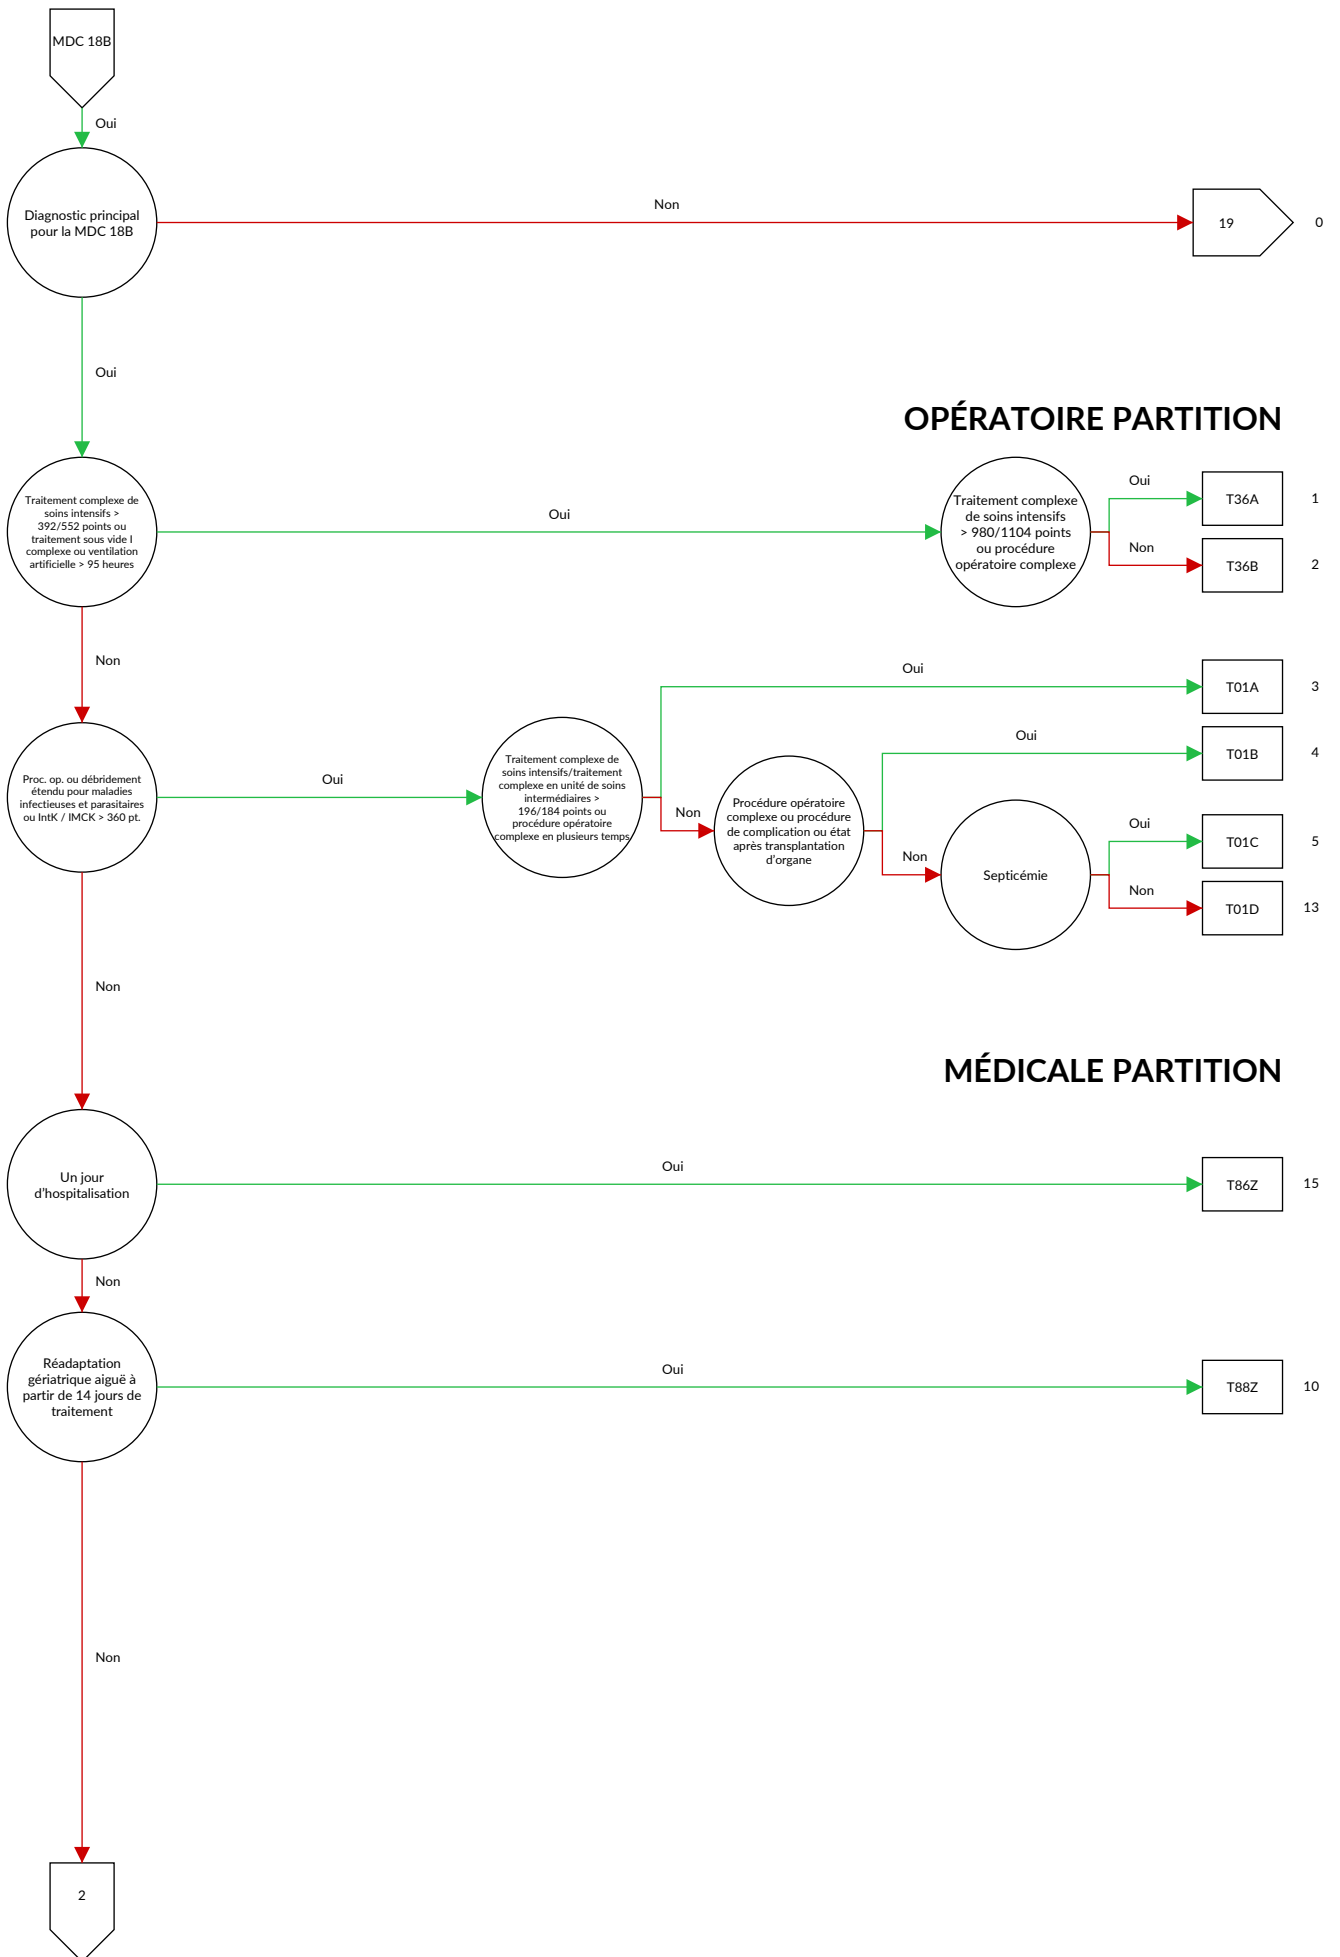 MDC 18B
Oui
Diagnostic principal
pour la MDC 18B
Non
19
0
Oui
OPÉRATOIRE PARTITION
Traitement complexe de
soins intensifs >
392/552 points ou
traitement sous vide I
complexe ou ventilation
artificielle > 95 heures
Oui
Traitement complexe
de soins intensifs
> 980/1104 points
ou procédure
opératoire complexe
Oui
T36A
1
Non
T36B
2
Non
Proc. op. ou débridement
étendu pour maladies
infectieuses et parasitaires
ou IntK / IMCK > 360 pt.
Oui
Traitement complexe de
soins intensifs/traitement
complexe en unité de soins
intermédiaires >
196/184 points ou
procédure opératoire
complexe en plusieurs temps
Oui
T01A
3
Non
Procédure opératoire
complexe ou procédure
de complication ou état
après transplantation
d'organe
Oui
T01B
4
Non
Septicémie
Oui
T01C
5
Non
T01D
13
Non
MÉDICALE PARTITION
Un jour
d'hospitalisation
Oui
T86Z
15
Non
Réadaptation
gériatrique aiguë à
partir de 14 jours de
traitement
Oui
T88Z
10
Non
2